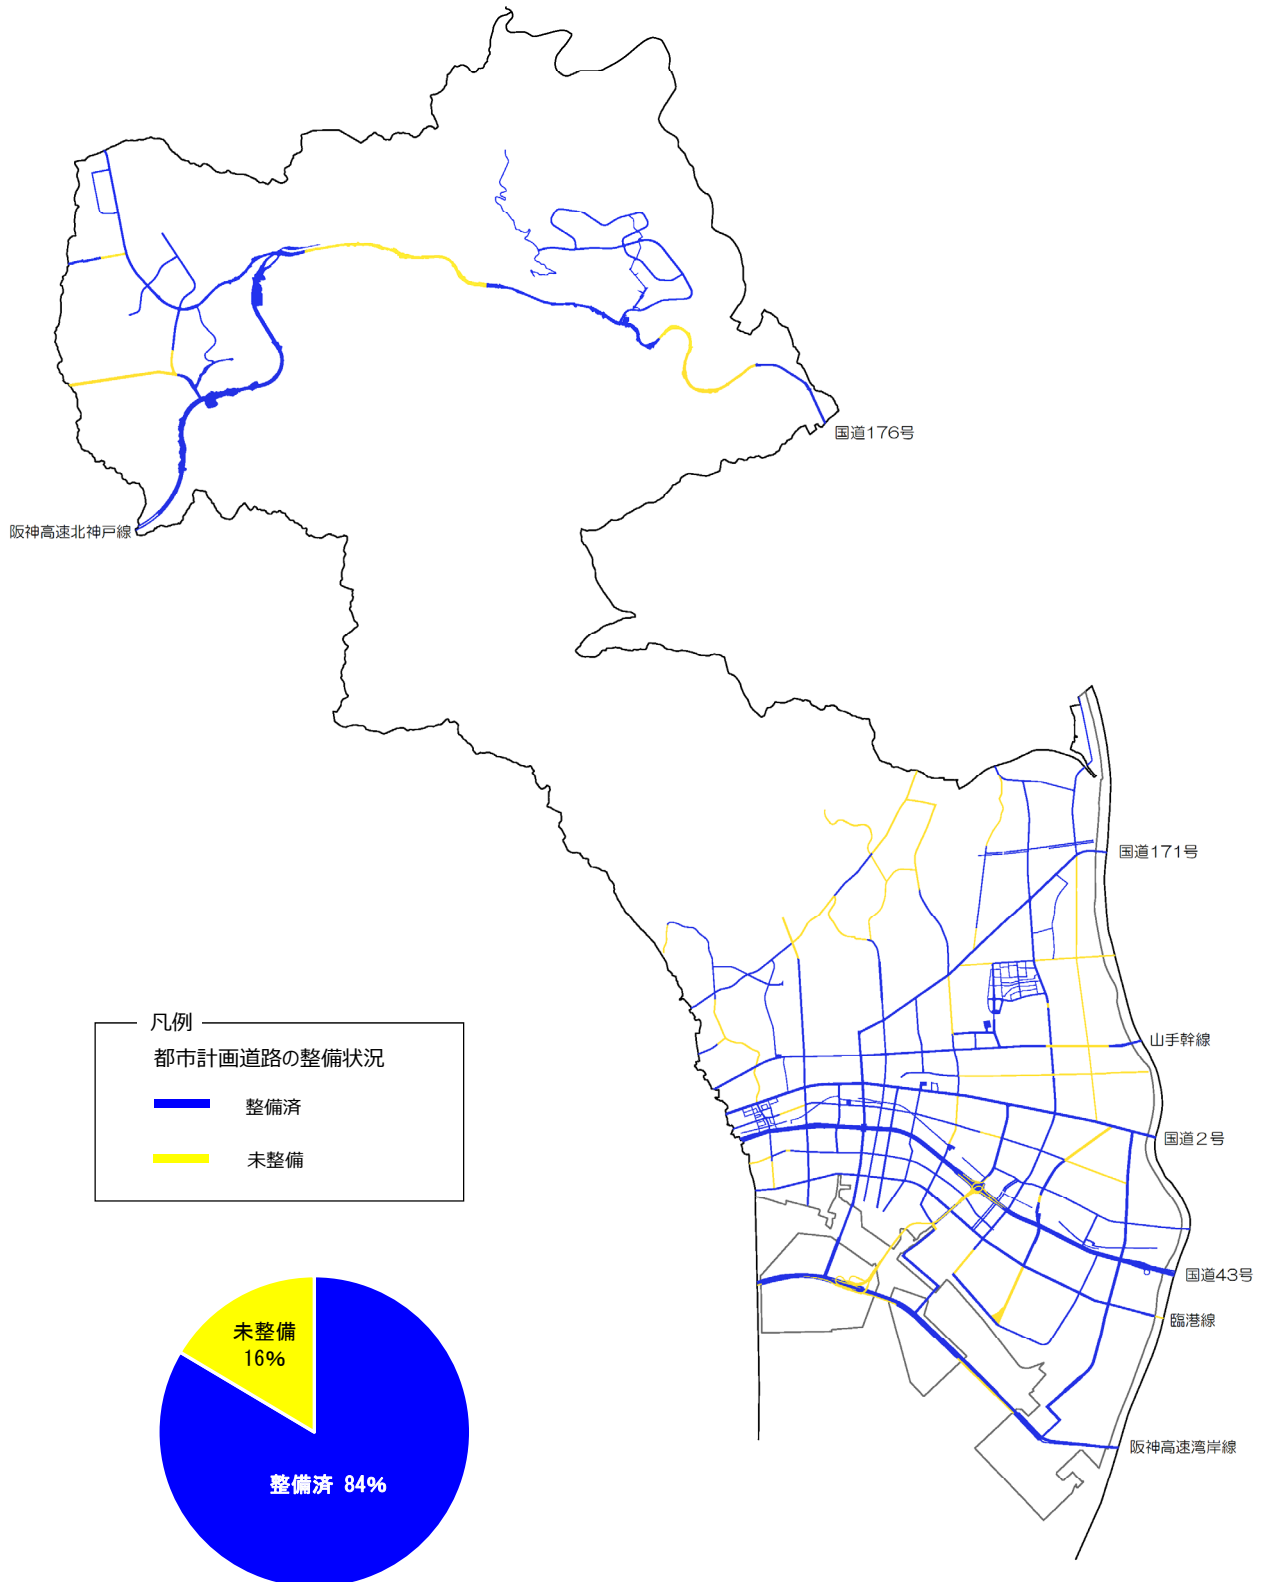 国道176号
阪神高速北神戸線
国道171号
凡例
都市計画道路の整備状況
整備済
未整備
山手幹線
国道2号
国道43号
臨港線
阪神高速湾岸線
未整備
16%
整備済 84%